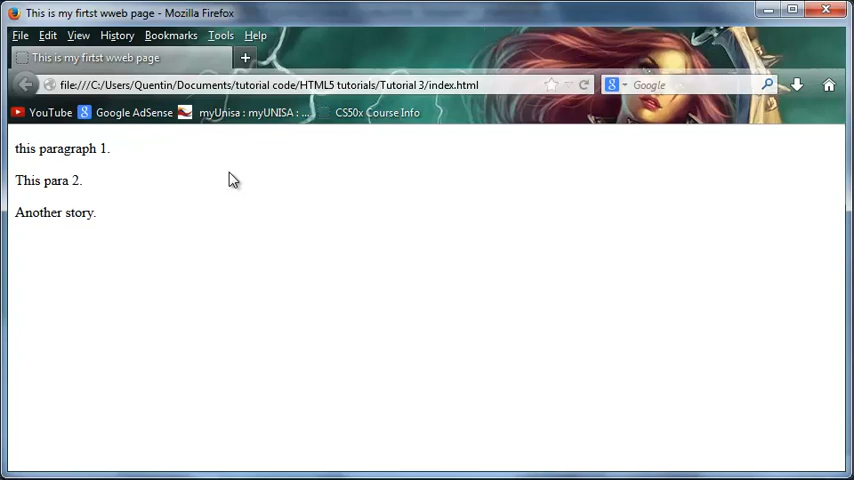 This is my firtst wweb page - Mozilla Firefox
File Edit View History Bookmarks Tools Help
This is my firtst wweb page
file:///C:/Users/Quentin/Documents/tutorial code/HTML5 tutorials/Tutorial 3/index.html
Google
YouTube Google AdSense myUnisa : myUNISA : ... CS50x Course Info
this paragraph 1.
This para 2.
Another story.